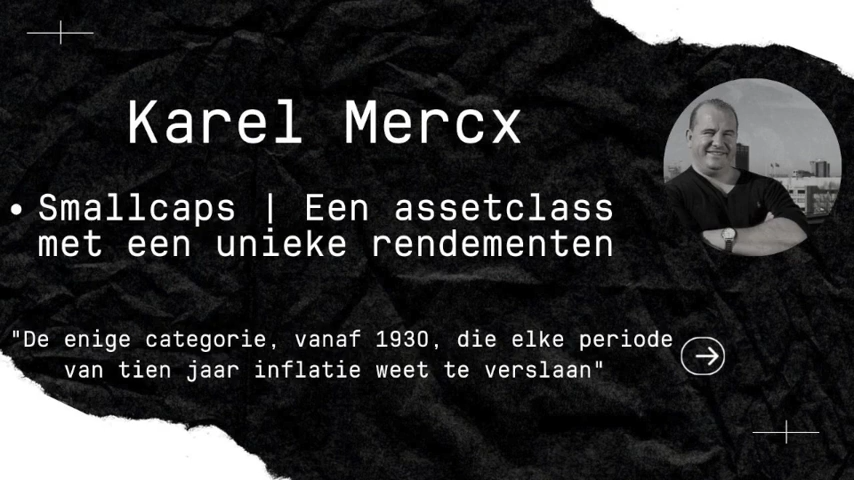 Karel Mercx
• Smallcaps | Een assetclass
met een unieke rendementen
"De enige categorie, vanaf 1930, die elke periode
van tien jaar inflatie weet te verslaan"